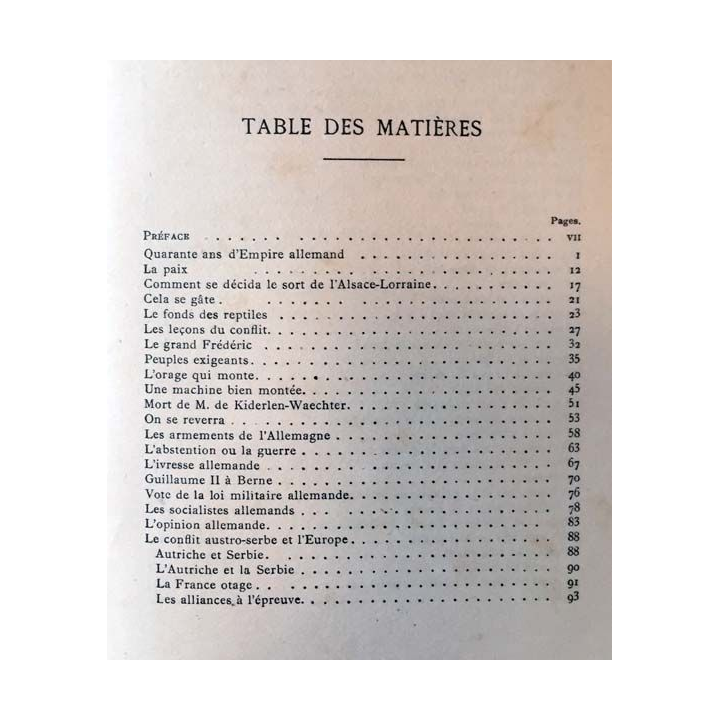 TABLE DES MATIÈRES
Pages.
PRÉFACE . . . . . . . . . . . . . . . . . . . . . . . . VII
Quarante ans d'Empire allemand . . . . . . . . . . . . . 1
La paix . . . . . . . . . . . . . . . . . . . . . 12
Comment se décida le sort de l'Alsace-Lorraine. . . . . . . . . 17
Cela se gâte . . . . . . . . . . . . . . . . . . . . . 21
Le fonds des reptiles . . . . . . . . . . . . . . . . . . 23
Les leçons du conflit. . . . . . . . . . . . . . . . . . . 27
Le grand Frédéric . . . . . . . . . . . . . . . . . . . 32
Peuples exigeants. . . . . . . . . . . . . . . . . . . . 35
L'orage qui monte. . . . . . . . . . . . . . . . . . . . 40
Une machine bien montée. . . . . . . . . . . . . . . . . 45
Mort de M. de Kiderlen-Waechter. . . . . . . . . . . . . . 51
On se reverra . . . . . . . . . . . . . . . . . . . . . 53
Les armements de l'Allemagne . . . . . . . . . . . . . . . 58
L'abstention ou la guerre . . . . . . . . . . . . . . . . . 63
L'ivresse allemande . . . . . . . . . . . . . . . . . . . 67
Guillaume II à Berne . . . . . . . . . . . . . . . . . . 70
Vote de la loi militaire allemande. . . . . . . . . . . . . . 76
Les socialistes allemands . . . . . . . . . . . . . . . . 78
L'opinion allemande. . . . . . . . . . . . . . . . . . . 83
Le conflit austro-serbe et l'Europe. . . . . . . . . . . . . . 88
Autriche et Serbie. . . . . . . . . . . . . . . . . . . 88
L'Autriche et la Serbie . . . . . . . . . . . . . . . . . 90
La France otage . . . . . . . . . . . . . . . . . . . 91
Les alliances à l'épreuve. . . . . . . . . . . . . . . . . 93